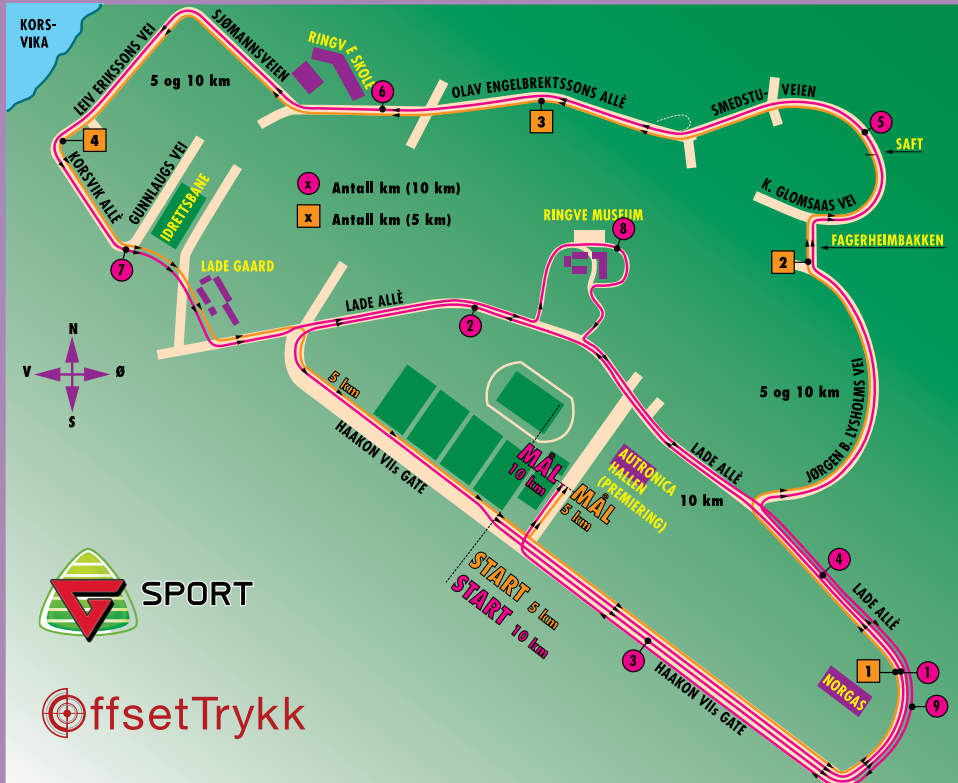 KORS-
VIKA
LEIV ERIKSSONS VEI
SJØMANNSVEIEN
5 og 10 km
RINGV E SKOLE
6
OLAV ENGELBREKTSSONS ALLÈ
3
SMEDSTU-
VEIEN
5
SAFT
4
KORSVIK ALLÈ
GUNNLAUGS VEI
IDRETTSBANE
x Antall km (10 km)
x Antall km (5 km)
K. GLOMSAAS VEI
RINGVE MUSEUM
8
FAGERHEIMBAKKEN
2
7
LADE GAARD
LADE ALLÈ
2
N
V
Ø
S
5 km
HAAKON VIIs GATE
5 og 10 km
JØRGEN B. LYSHOLMS VEI
MÅL
10 km
MÅL
5 km
AUTRONICA
HALLEN
(PREMIERING)
LADE ALLÈ
10 km
START 5 km
START 10 km
4
LADE ALLÈ
3
HAAKON VIIs GATE
1
1
NORGAS
9
G SPORT
OffsetTrykk